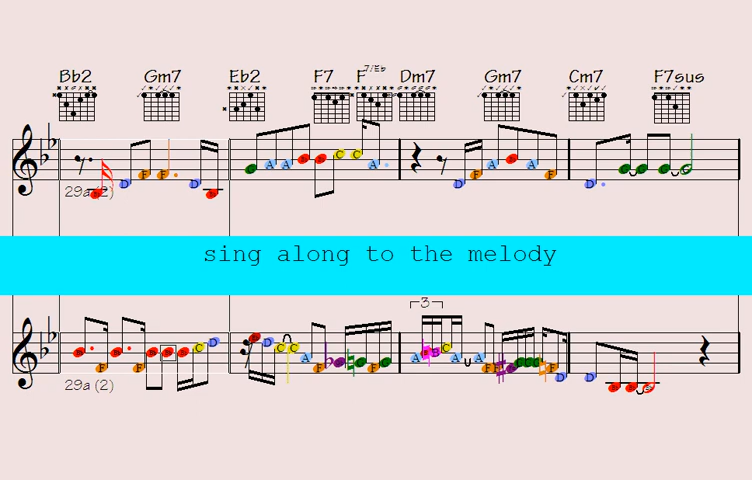 Bb2 Gm7 Eb2 F7 F7/Eb Dm7 Gm7 Cm7 F7sus
29a (2)
sing along to the melody
3
29a (2)